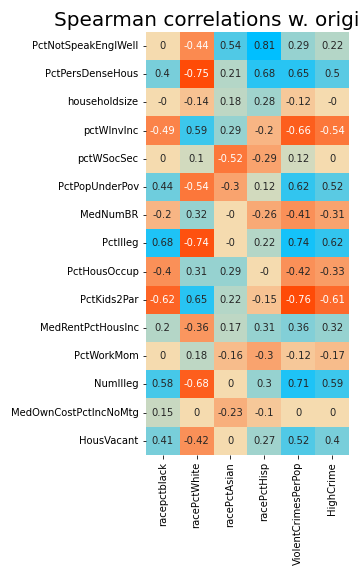 Spearman correlations w. origi
PctNotSpeakEnglWell 0 -0.44 0.54 0.81 0.29 0.22
PctPersDenseHous 0.4 -0.75 0.21 0.68 0.65 0.5
householdsize -0 -0.14 0.18 0.28 -0.12 -0
pctWInvInc -0.49 0.59 0.29 -0.2 -0.66 -0.54
pctWSocSec 0 0.1 -0.52 -0.29 0.12 0
PctPopUnderPov 0.44 -0.54 -0.3 0.12 0.62 0.52
MedNumBR -0.2 0.32 -0 -0.26 -0.41 -0.31
PctIlleg 0.68 -0.74 -0 0.22 0.74 0.62
PctHousOccup -0.4 0.31 0.29 -0 -0.42 -0.33
PctKids2Par -0.62 0.65 0.22 -0.15 -0.76 -0.61
MedRentPctHousInc 0.2 -0.36 0.17 0.31 0.36 0.32
PctWorkMom 0 0.18 -0.16 -0.3 -0.12 -0.17
NumIlleg 0.58 -0.68 0 0.3 0.71 0.59
MedOwnCostPctIncNoMtg 0.15 0 -0.23 -0.1 0 0
HousVacant 0.41 -0.42 0 0.27 0.52 0.4
racepctblack racePctWhite racePctAsian racePctHisp ViolentCrimesPerPop HighCrime